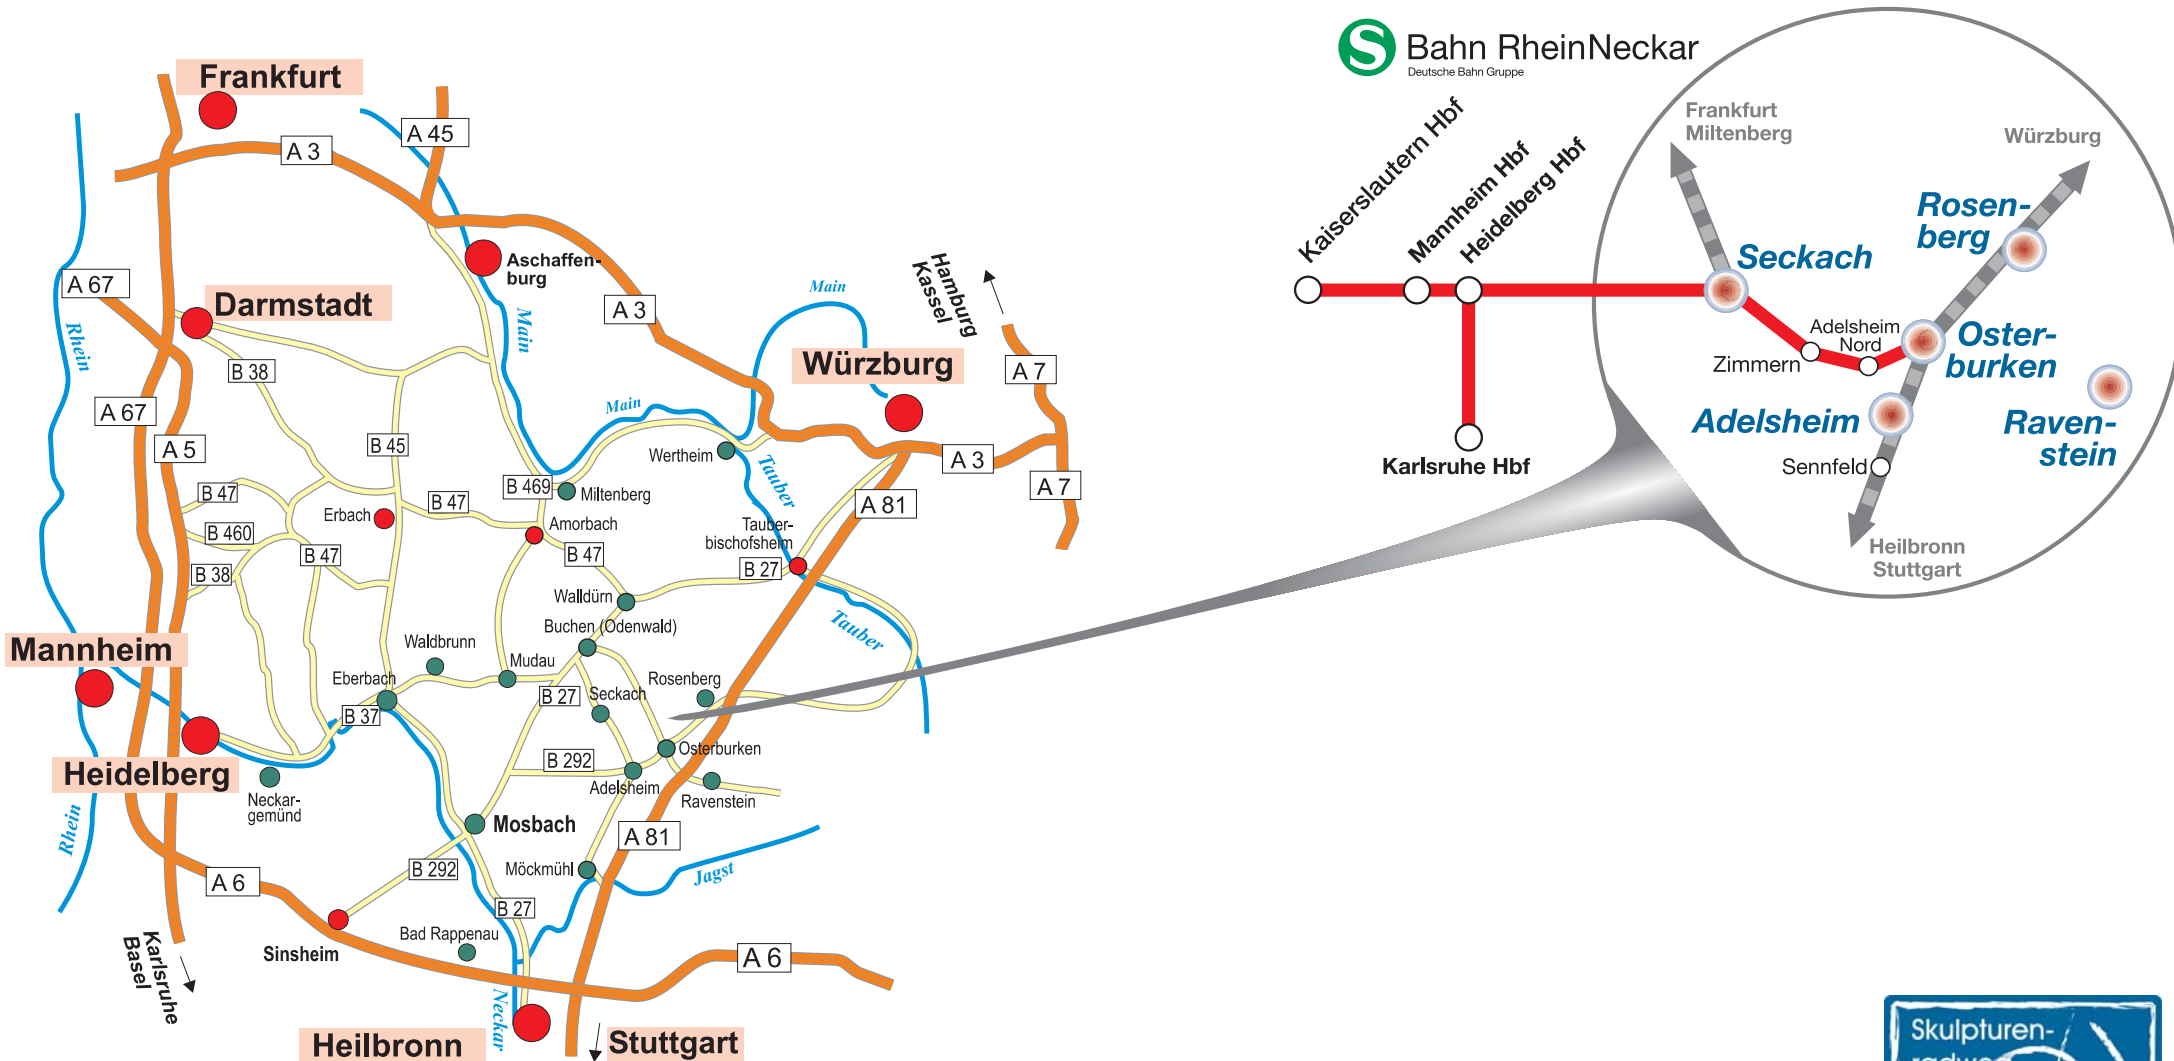 Frankfurt
A 3
A 45
A 67
Rhein
Darmstadt
Aschaffen-
burg
Main
A 3
Main
Hamburg
Kassel
Würzburg
A 7
B 38
A 67
A 5
B 45
Main
Wertheim
Tauber
A 3
A 7
B 47
B 460
B 38
Erbach
B 47
B 47
B 469
Miltenberg
Amorbach
B 47
Tauber-
bischofsheim
B 27
A 81
Walldürn
Buchen (Odenwald)
Tauber
Mannheim
Waldbrunn
Eberbach
Mudau
B 37
B 27
Seckach
Rosenberg
Heidelberg
Neckar-
gemünd
B 292
Osterburken
Adelsheim
Ravenstein
Rhein
Mosbach
A 81
B 292
Möckmühl
Jagst
A 6
B 27
Sinsheim
Bad Rappenau
A 6
Karlsruhe
Basel
Neckar
Heilbronn
Stuttgart
S Bahn RheinNeckar
Deutsche Bahn Gruppe
Kaiserslautern Hbf
Mannheim Hbf
Heidelberg Hbf
Karlsruhe Hbf
Frankfurt
Miltenberg
Würzburg
Rosen-
berg
Seckach
Adelsheim
Nord
Zimmern
Oster-
burken
Adelsheim
Raven-
stein
Sennfeld
Heilbronn
Stuttgart
Skulpturen-